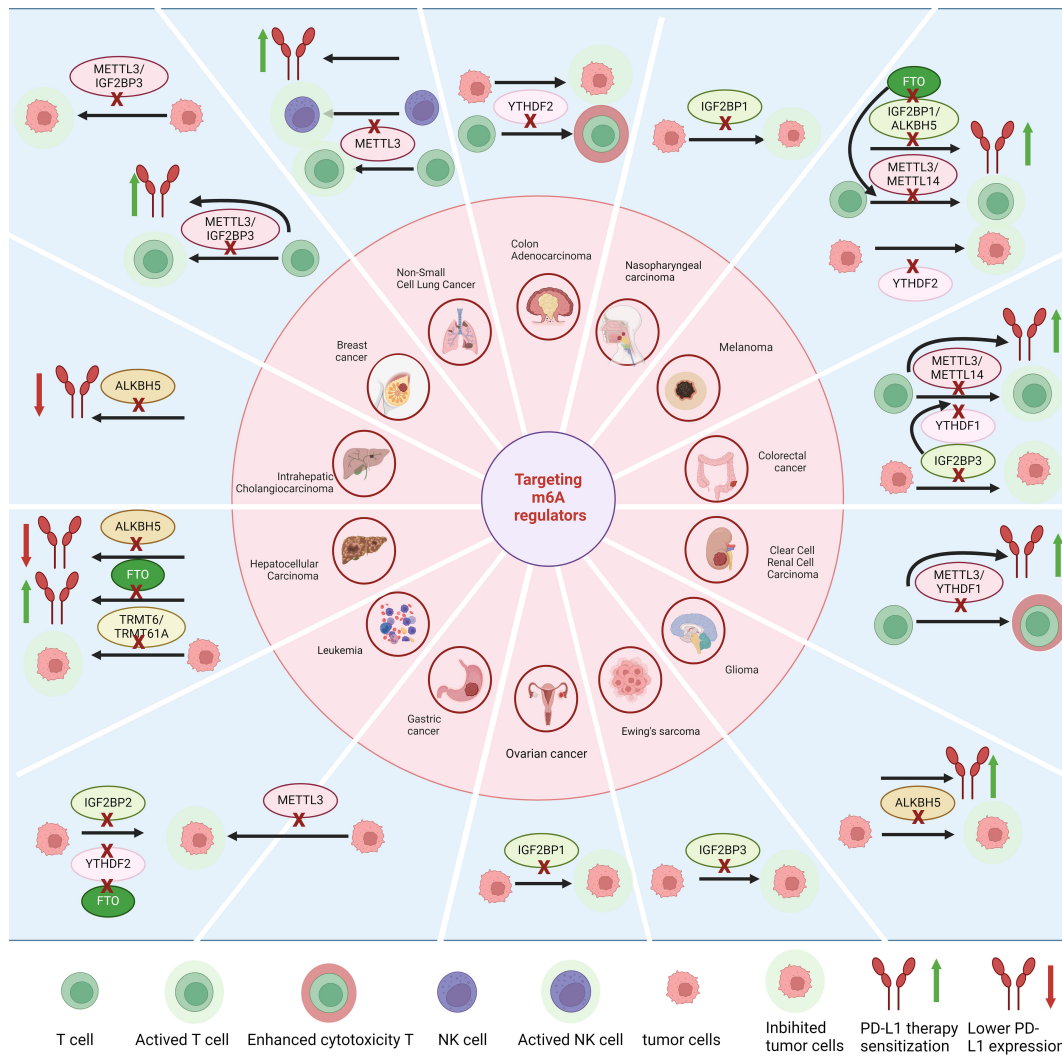 METTL3/
IGF2BP3
X
METTL3/
IGF2BP3
X
X
METTL3
YTHDF2
X
IGF2BP1
X
FTO
X
IGF2BP1/
ALKBH5
X
METTL3/
METTL14
X
X
YTHDF2
METTL3/
METTL14
X
X
YTHDF1
IGF2BP3
X
METTL3/
YTHDF1
X
ALKBH5
X
IGF2BP3
X
IGF2BP1
X
METTL3
X
IGF2BP2
X
X
YTHDF2
X
FTO
ALKBH5
X
FTO
X
TRMT6/
TRMT61A
X
ALKBH5
X
Colon
Adenocarcinoma
Nasopharyngeal
carcinoma
Melanoma
Colorectal
cancer
Clear Cell
Renal Cell
Carcinoma
Glioma
Ewing's sarcoma
Ovarian cancer
Gastric
cancer
Leukemia
Hepatocellular
Carcinoma
Intrahepatic
Cholangiocarcinoma
Breast
cancer
Non-Small
Cell Lung Cancer
Targeting
m6A
regulators
T cell
Actived T cell
Enhanced cytotoxicity T
NK cell
Actived NK cell
tumor cells
Inbihited
tumor cells
PD-L1 therapy
sensitization
Lower PD-
L1 expression